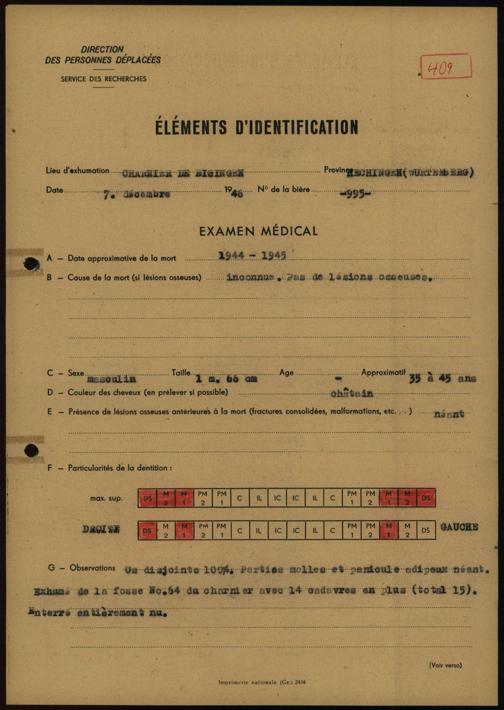 DIRECTION
DES PERSONNES DÉPLACÉES
SERVICE DES RECHERCHES
409
ÉLÉMENTS D'IDENTIFICATION
Lieu d'exhumation CHARNIER DE BISINGEN Province HECHINGEN(WURTEMBERG)
Date 7. décembre 1946 N° de la bière -995-
EXAMEN MÉDICAL
A — Date approximative de la mort 1944 - 1945
B — Cause de la mort (si lésions osseuses) inconnue. Pas de lésions osseuses.
C — Sexe masculin Taille 1 m. 66 cm Age - Approximatif 35 à 45 ans
D — Couleur des cheveux (en prélever si possible) châtain
E — Présence de lésions osseuses antérieures à la mort (fractures consolidées, malformations, etc...) néant
F — Particularités de la dentition :
max. sup. DS M 2 M 1 PM 2 PM 1 C IL IC IC IL C PM 1 PM 2 M 1 M 2 DS
DROITE DS M 2 M 1 PM 2 PM 1 C IL IC IC IL C PM 1 PM 2 M 1 M 2 DS GAUCHE
G — Observations Os disjoints 100%. Parties molles et panicule adipeux néant.
Exhumé de la fosse No.64 du charnier avec 14 cadavres en plus (total 15).
Enterré entièrement nu.
(Voir verso)
Imprimerie nationale (Ge.) 2414